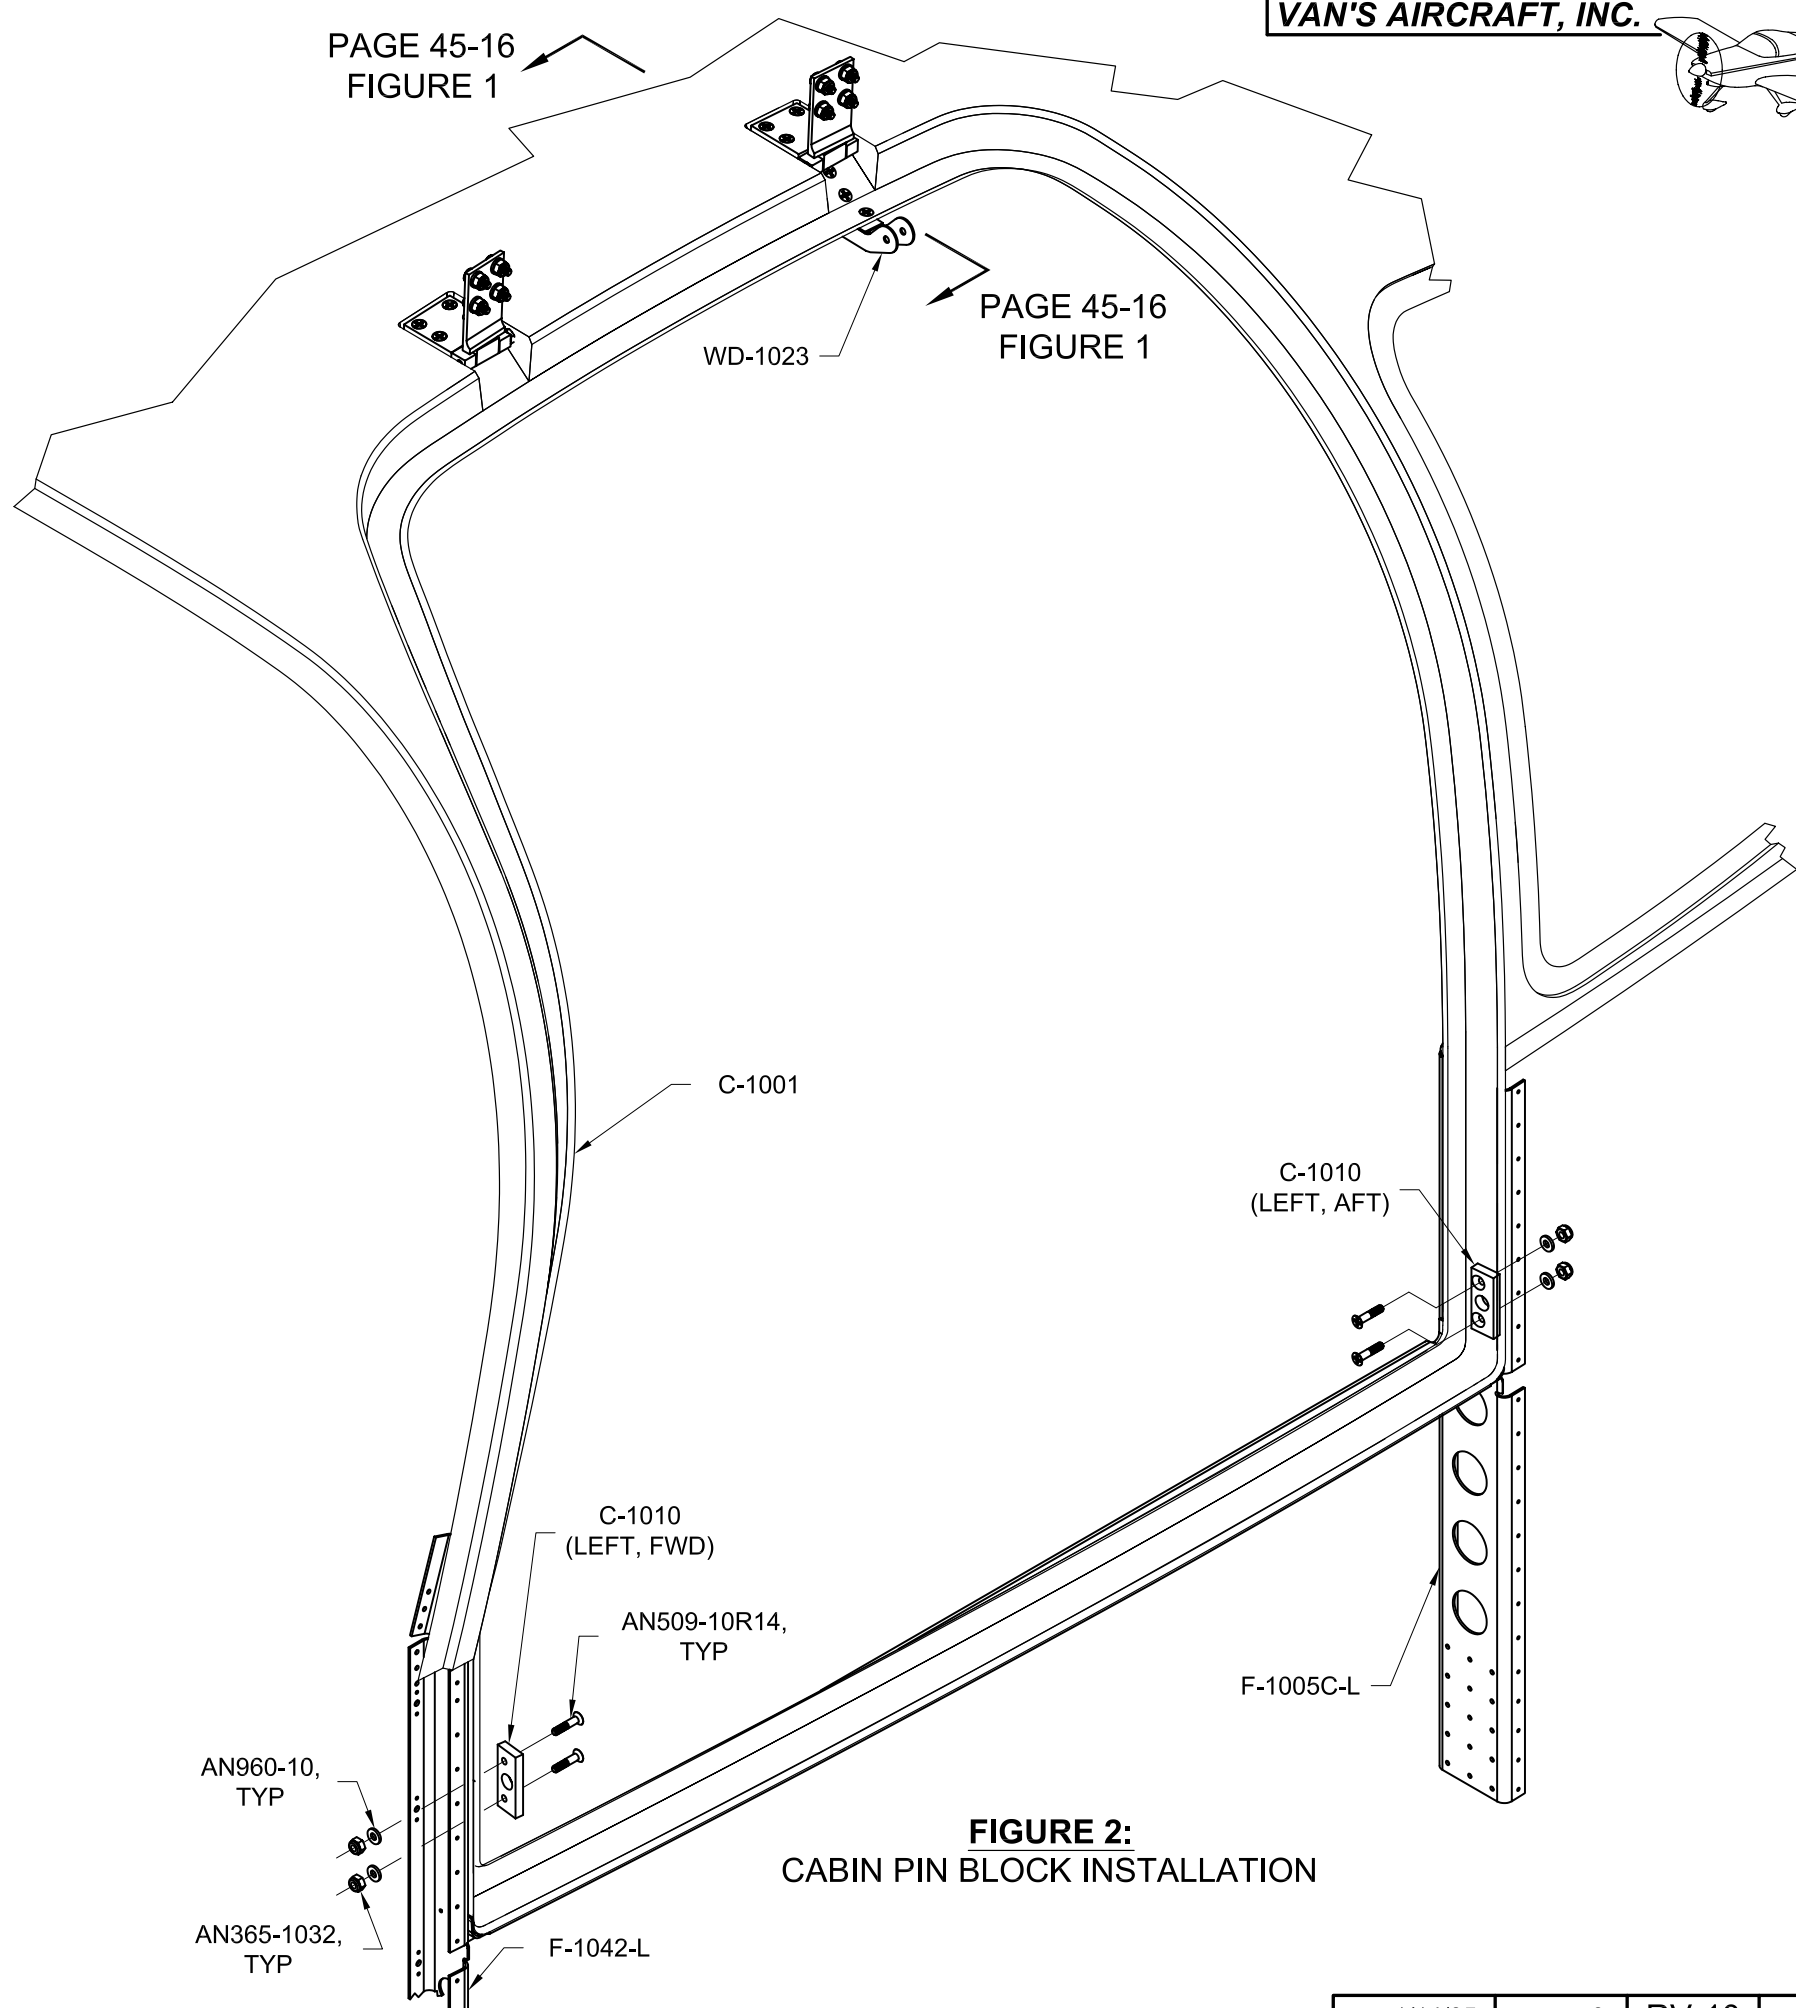 VAN'S AIRCRAFT, INC.
PAGE 45-16
FIGURE 1
PAGE 45-16
FIGURE 1
WD-1023
C-1001
C-1010
(LEFT, AFT)
C-1010
(LEFT, FWD)
AN509-10R14,
TYP
F-1005C-L
AN960-10,
TYP
FIGURE 2:
CABIN PIN BLOCK INSTALLATION
AN365-1032,
TYP
F-1042-L